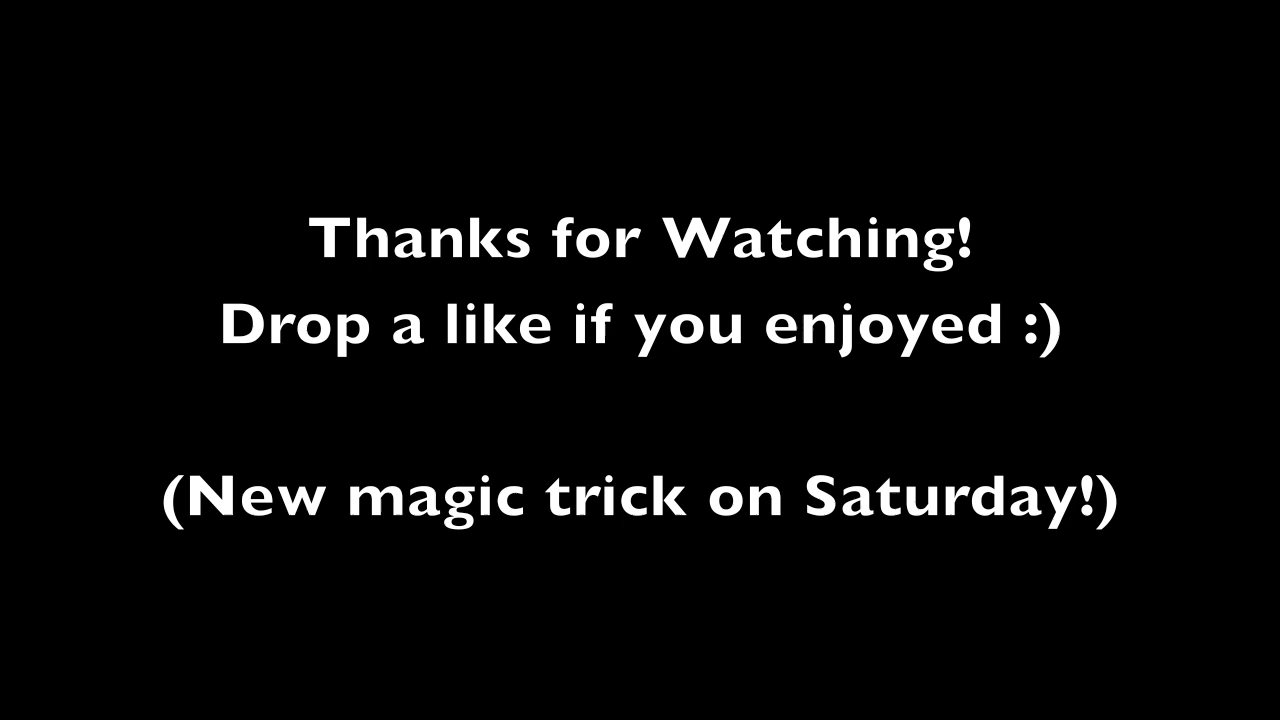 Thanks for Watching!
Drop a like if you enjoyed :)
(New magic trick on Saturday!)